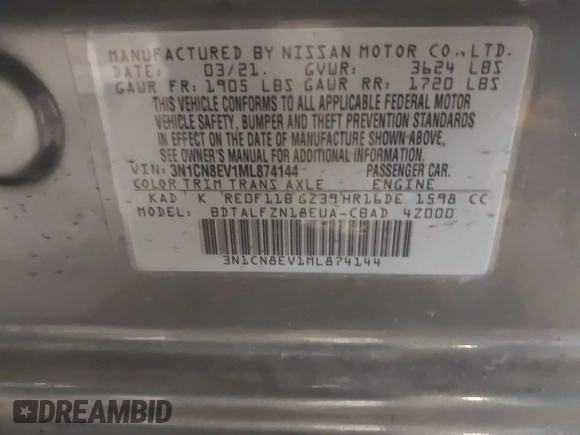 MANUFACTURED BY NISSAN MOTOR CO.,LTD.
DATE: 03/21. GVWR: 3624 LBS
GAWR FR: 1905 LBS GAWR RR: 1720 LBS
THIS VEHICLE CONFORMS TO ALL APPLICABLE FEDERAL MOTOR
VEHICLE SAFETY, BUMPER AND THEFT PREVENTION STANDARDS
IN EFFECT ON THE DATE OF MANUFACTURE SHOWN ABOVE.
SEE OWNER'S MANUAL FOR ADDITIONAL INFORMATION.
VIN: 3N1CN8EV1ML874144 PASSENGER CAR.
COLOR TRIM TRANS AXLE ENGINE
KAD K RE0F11B GZ39 HR16DE 1598 CC
MODEL: BDTALFZN18EUA-CBAD 4Z000
3N1CN8EV1ML874144
DREAMBID